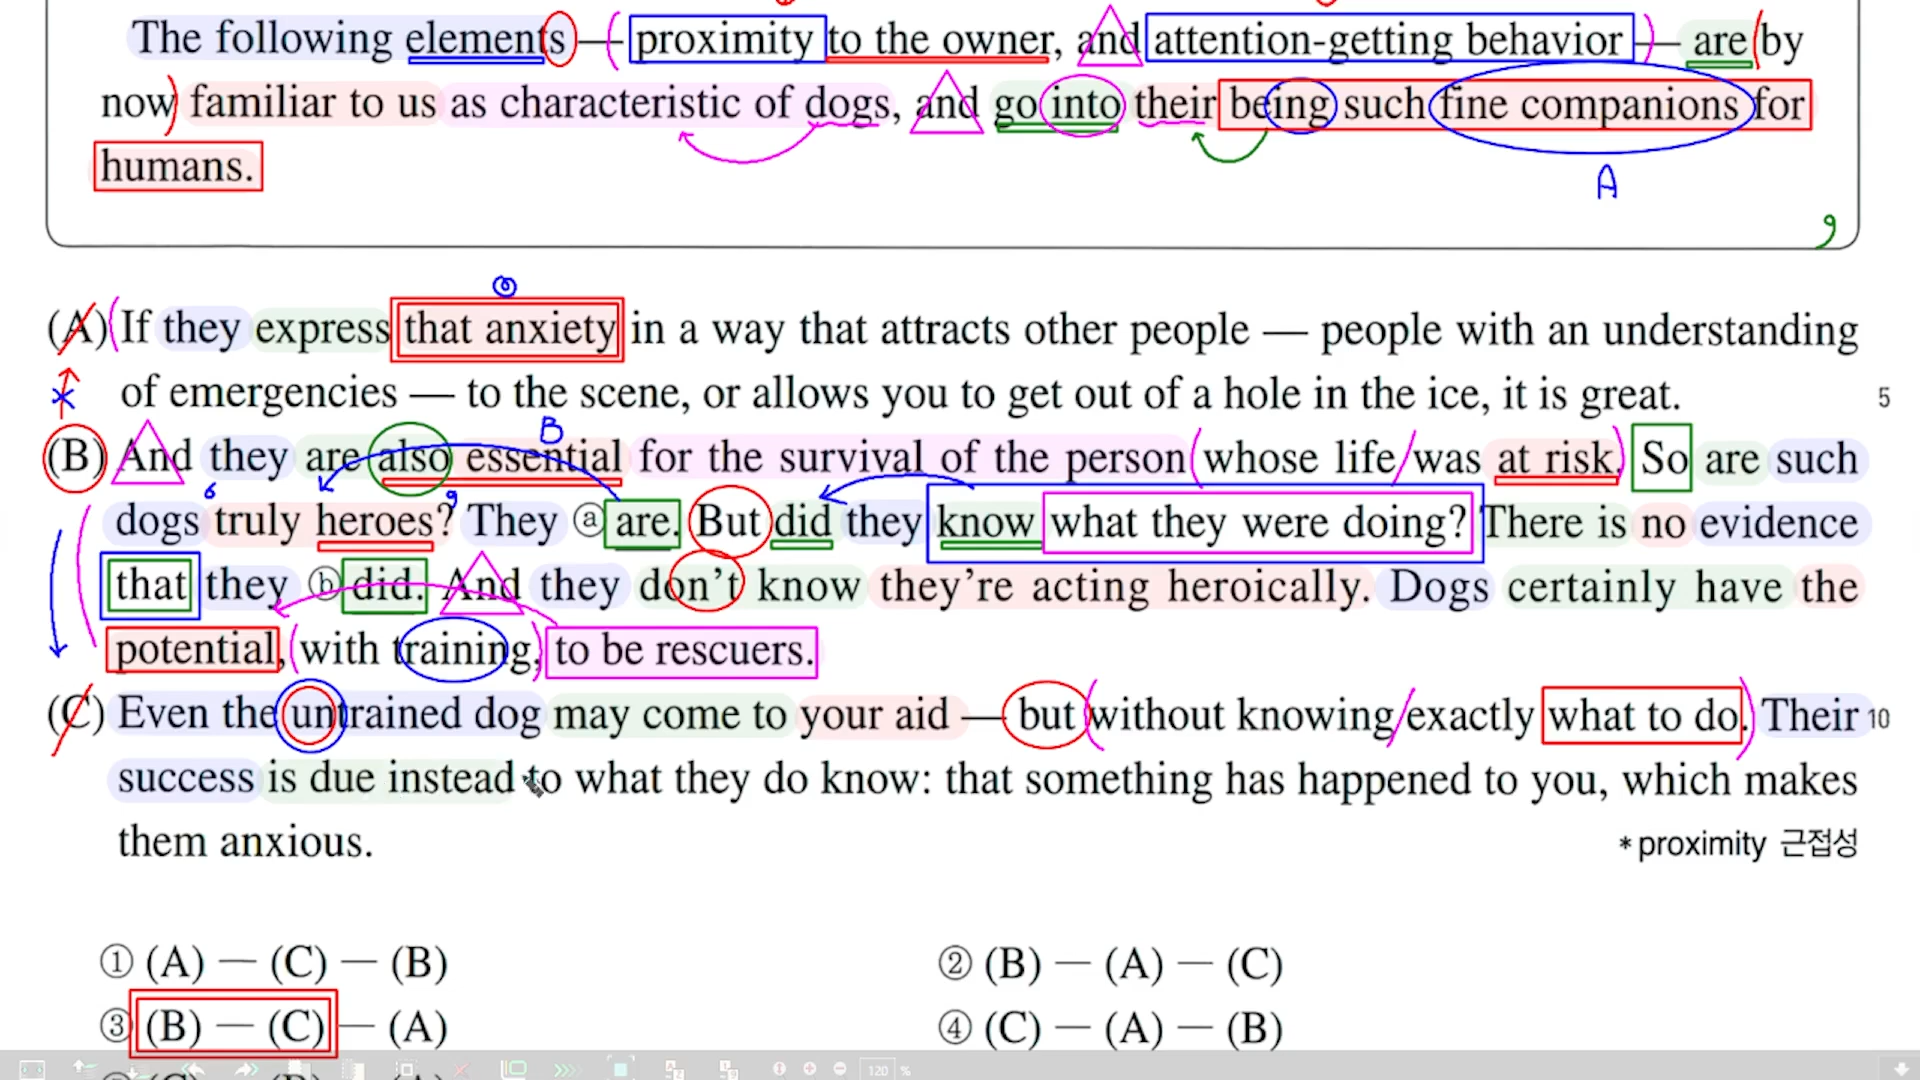 The following elements — proximity to the owner, and attention-getting behavior — are by
now familiar to us as characteristic of dogs, and go into their being such fine companions for
humans.
A
(A) If they express that anxiety in a way that attracts other people — people with an understanding
of emergencies — to the scene, or allows you to get out of a hole in the ice, it is great. 5
B
(B) And they are also essential for the survival of the person whose life was at risk. So are such
dogs truly heroes? They ⓐ are. But did they know what they were doing? There is no evidence
that they ⓑ did. And they don't know they're acting heroically. Dogs certainly have the
potential, with training, to be rescuers.
(C) Even the untrained dog may come to your aid — but without knowing exactly what to do. Their 10
success is due instead to what they do know: that something has happened to you, which makes
them anxious. * proximity 근접성
① (A) — (C) — (B) ② (B) — (A) — (C)
③ (B) — (C) — (A) ④ (C) — (A) — (B)
120 %